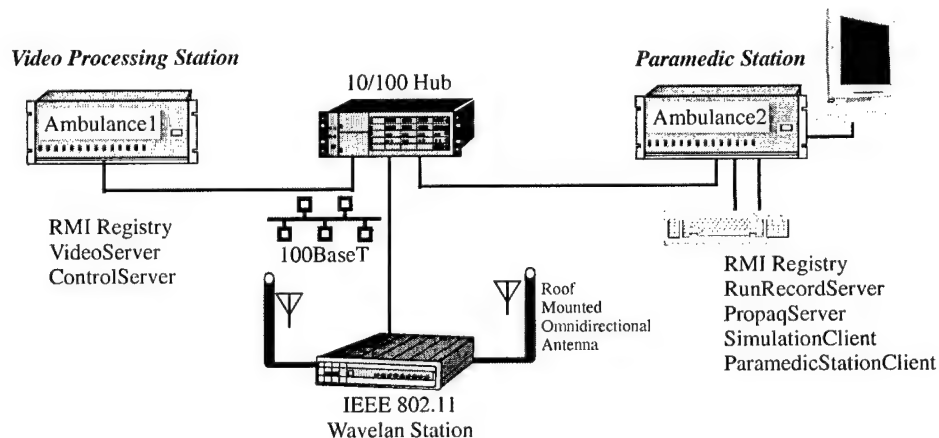 Video Processing Station
Paramedic Station
10/100 Hub
Ambulance1
Ambulance2
100BaseT
RMI Registry
VideoServer
ControlServer
Roof
Mounted
Omnidirectional
Antenna
RMI Registry
RunRecordServer
PropaqServer
SimulationClient
ParamedicStationClient
IEEE 802.11
Wavelan Station